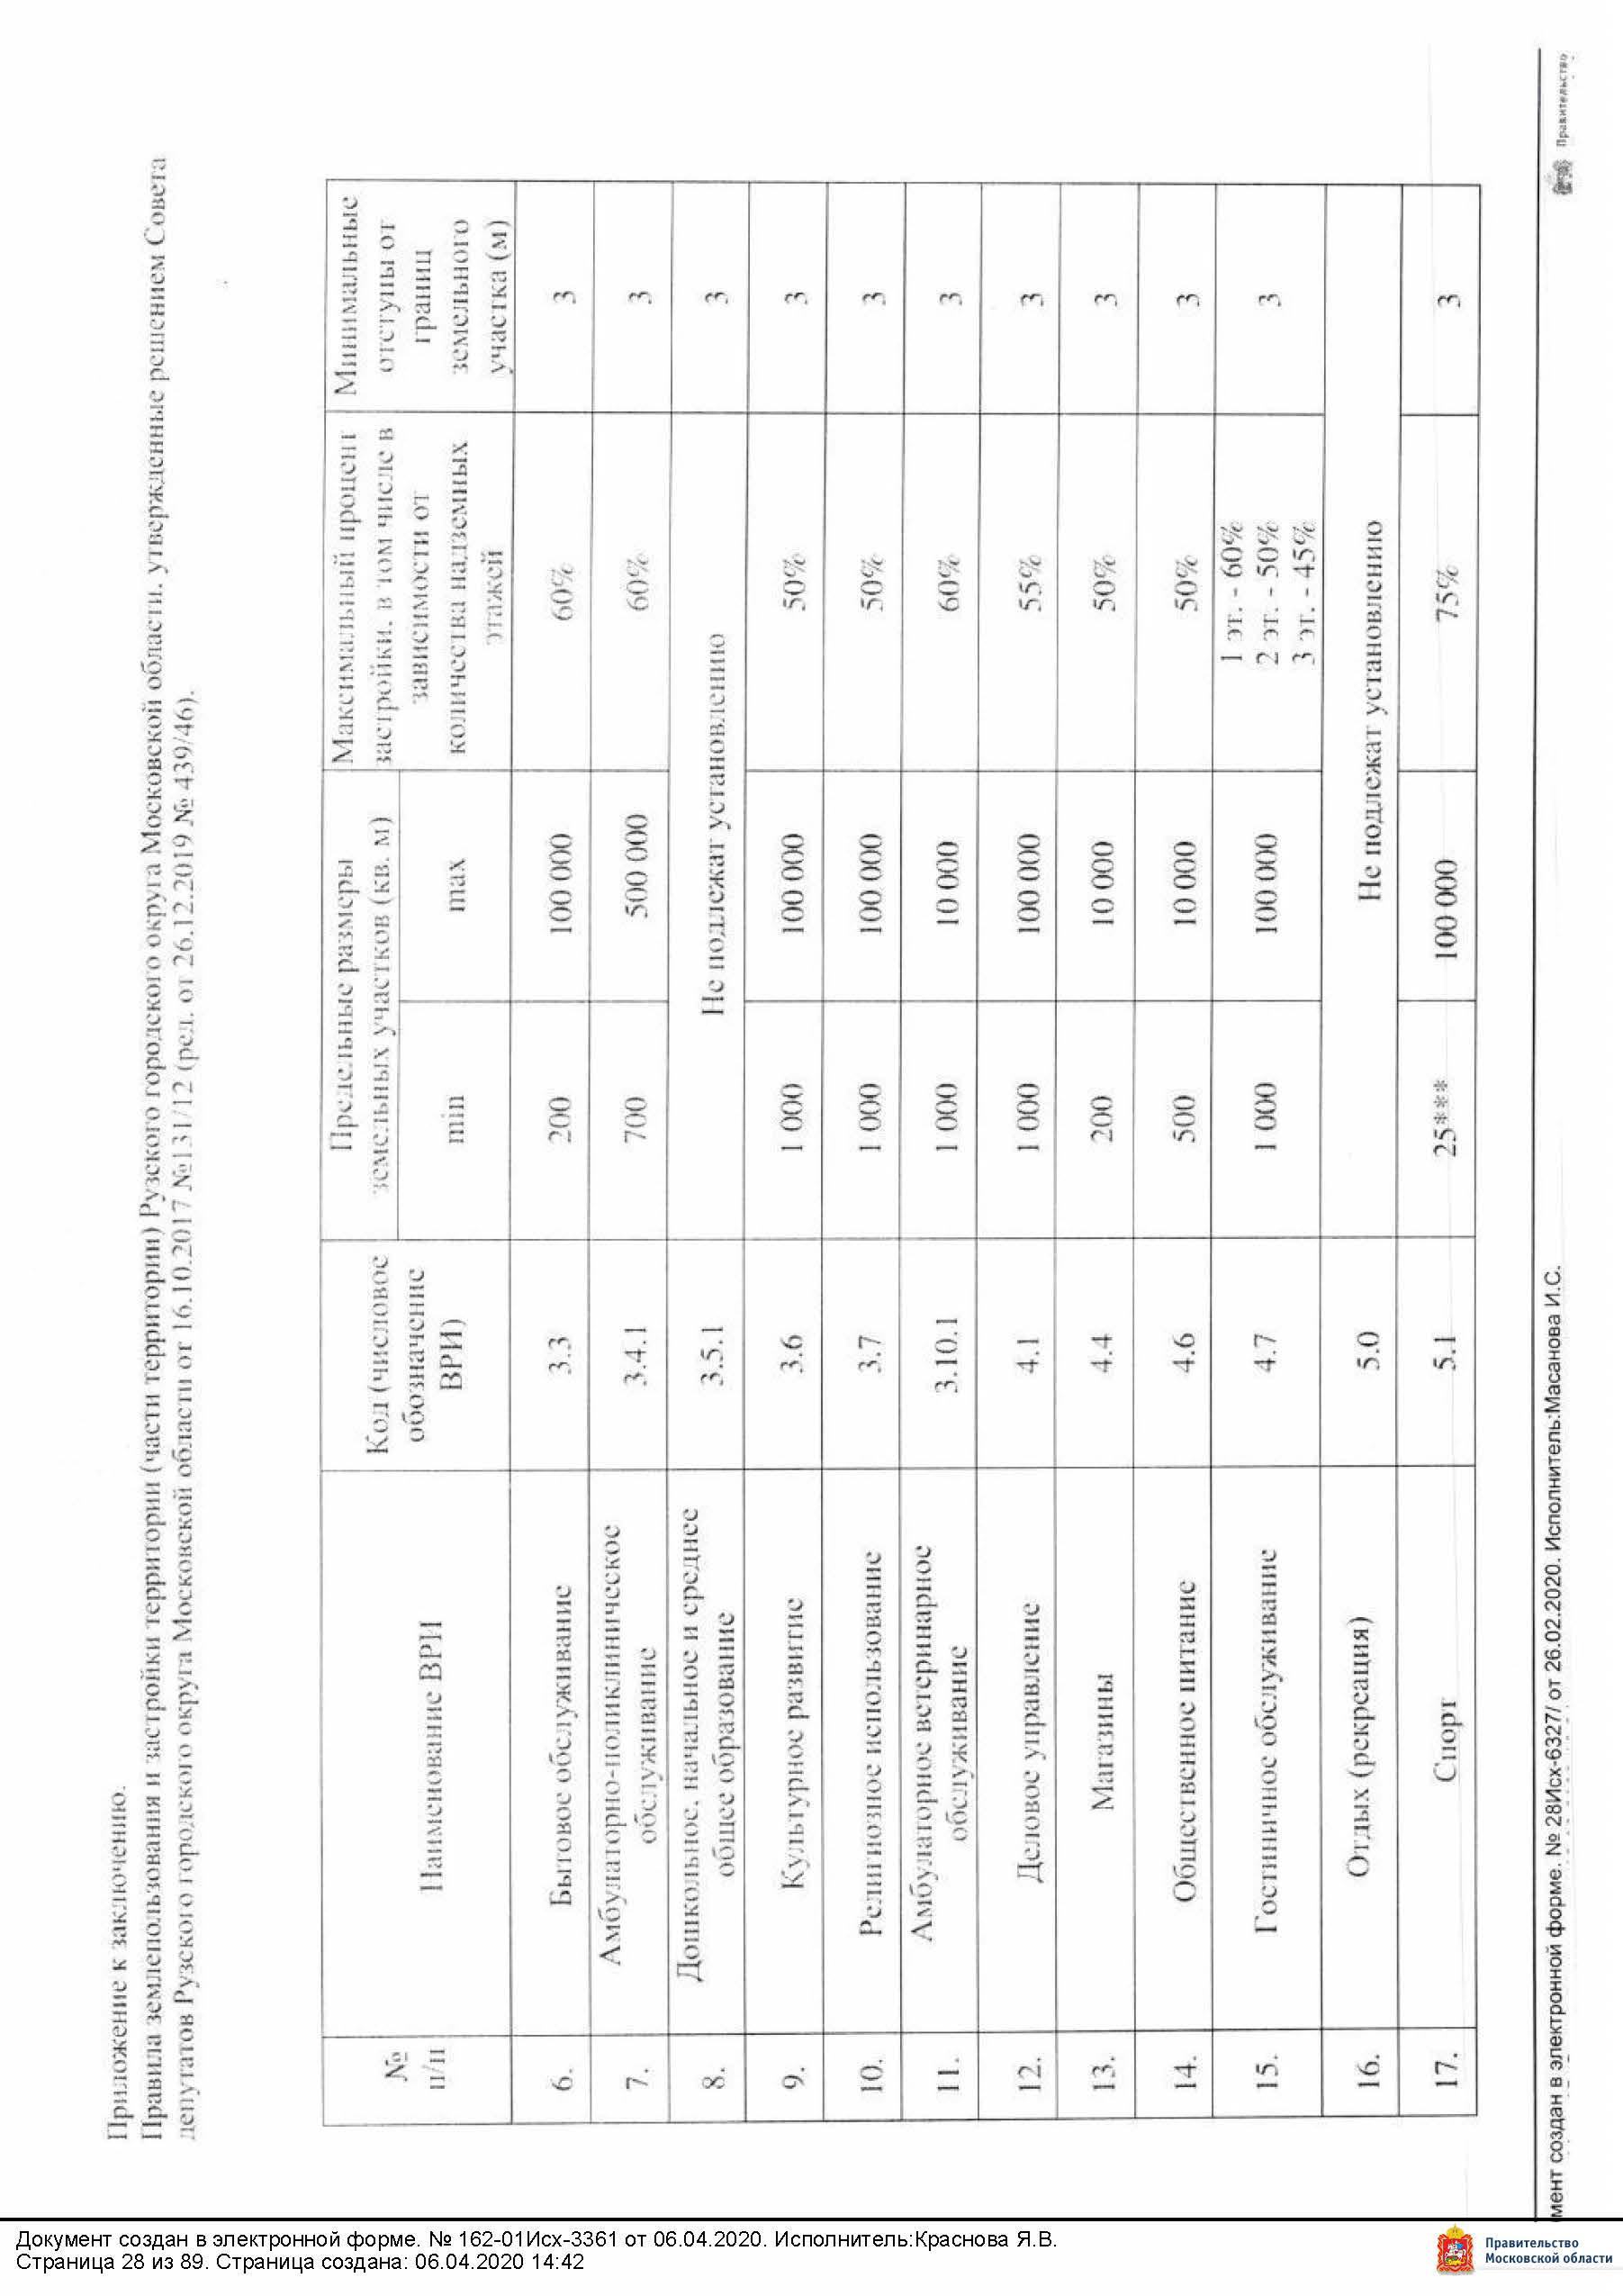 Приложение к заключению.
Правила землепользования и застройки территории (части территории) Рузского городского округа Московской области, утвержденные решением Совета
депутатов Рузского городского округа Московской области от 16.10.2017 №131/12 (ред. от 26.12.2019 № 439/46).
№ п/п
Наименование ВРИ
Код (числовое обозначение ВРИ)
Предельные размеры земельных участков (кв. м)
min
max
Максимальный процент застройки, в том числе в зависимости от количества надземных этажей
Минимальные отступы от границ земельного участка (м)
6. Бытовое обслуживание 3.3 200 100 000 60% 3
7. Амбулаторно-поликлиническое обслуживание 3.4.1 700 500 000 60% 3
8. Дошкольное, начальное и среднее общее образование 3.5.1 Не подлежат установлению 3
9. Культурное развитие 3.6 1 000 100 000 50% 3
10. Религиозное использование 3.7 1 000 100 000 50% 3
11. Амбулаторное ветеринарное обслуживание 3.10.1 1 000 10 000 60% 3
12. Деловое управление 4.1 1 000 100 000 55% 3
13. Магазины 4.4 200 10 000 50% 3
14. Общественное питание 4.6 500 10 000 50% 3
15. Гостиничное обслуживание 4.7 1 000 100 000 1 эт. - 60% 2 эт. - 50% 3 эт. - 45% 3
16. Отдых (рекреация) 5.0 Не подлежат установлению
17. Спорт 5.1 25*** 100 000 75% 3
мент создан в электронной форме. № 28Исх-6327/ от 26.02.2020. Исполнитель:Масанова И.С.
Правительство
Документ создан в электронной форме. № 162-01Исх-3361 от 06.04.2020. Исполнитель:Краснова Я.В.
Страница 28 из 89. Страница создана: 06.04.2020 14:42
Правительство
Московской области